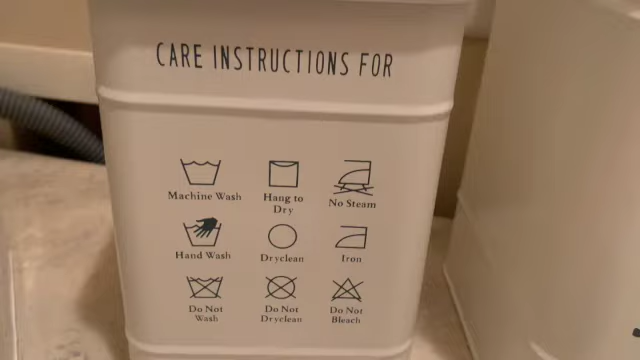 CARE INSTRUCTIONS FOR
Machine Wash
Hang to
Dry
No Steam
Hand Wash
Dryclean
Iron
Do Not
Wash
Do Not
Dryclean
Do Not
Bleach